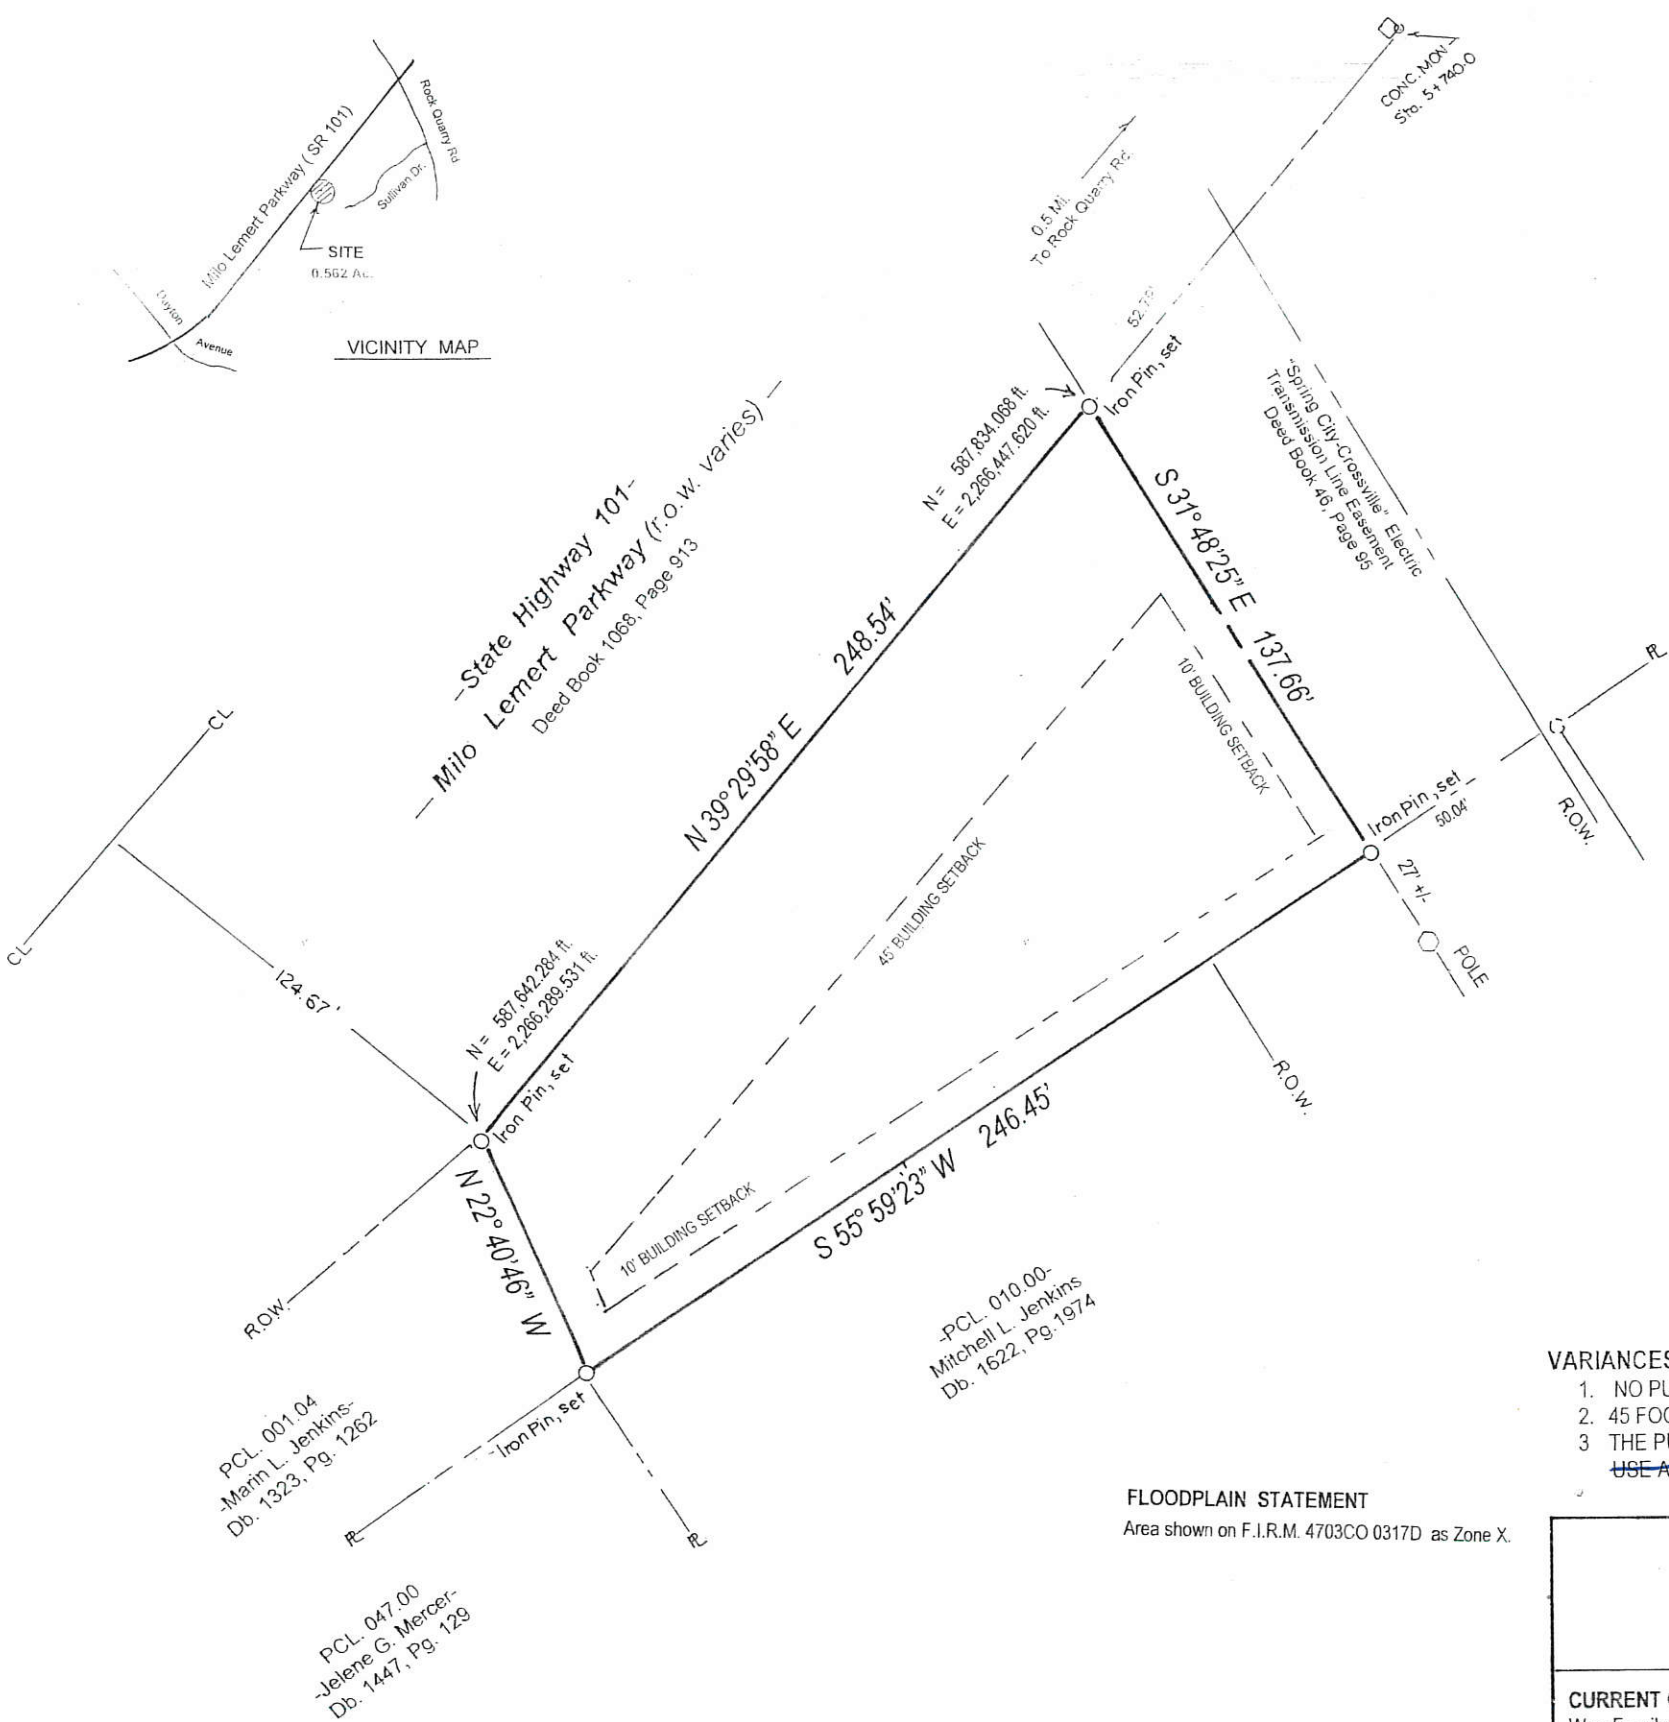 Milo Lemert Parkway ( SR 101)
Rock Quarry Rd
Sullivan Dr.
SITE
0.562 Ac.
Dayton
Avenue
VICINITY MAP
CONC. MON
Sta. 5+740-0
0.5 Mi.
To Rock Quarry Rd.
Iron Pin, set
N = 587,834.068 ft.
E = 2,266,447.620 ft.
"Spring City-Crossville" Electric
Transmission Line Easement
Deed Book 46, Page 95
-State Highway 101-
— Milo Lemert Parkway (r.o.w. varies) —
Deed Book 1068, Page 913
S 31° 48'25" E 137.66'
248.54'
N 39° 29'58" E
10' BUILDING SETBACK
45' BUILDING SETBACK
PL
R.O.W.
Iron Pin, set
50.04'
27' +/-
POLE
CL
CL
124.67 '
N = 587,642.284 ft.
E = 2,266,289.531 ft.
Iron Pin, set
N 22° 40'46" W
R.O.W.
10' BUILDING SETBACK
S 55° 59'23" W 246.45'
R.O.W.
Iron Pin, set
-PCL. 010.00-
Mitchell L. Jenkins
Db. 1622, Pg.1974
PCL. 001.04
-Marin L. Jenkins-
Db. 1323, Pg. 1262
PL
PL
PCL. 047.00
-Jelene G. Mercer-
Db. 1447, Pg. 129
FLOODPLAIN STATEMENT
Area shown on F.I.R.M. 4703CO 0317D as Zone X.
VARIANCES
1. NO PU
2. 45 FOO
3 THE PU
USE A
CURRENT